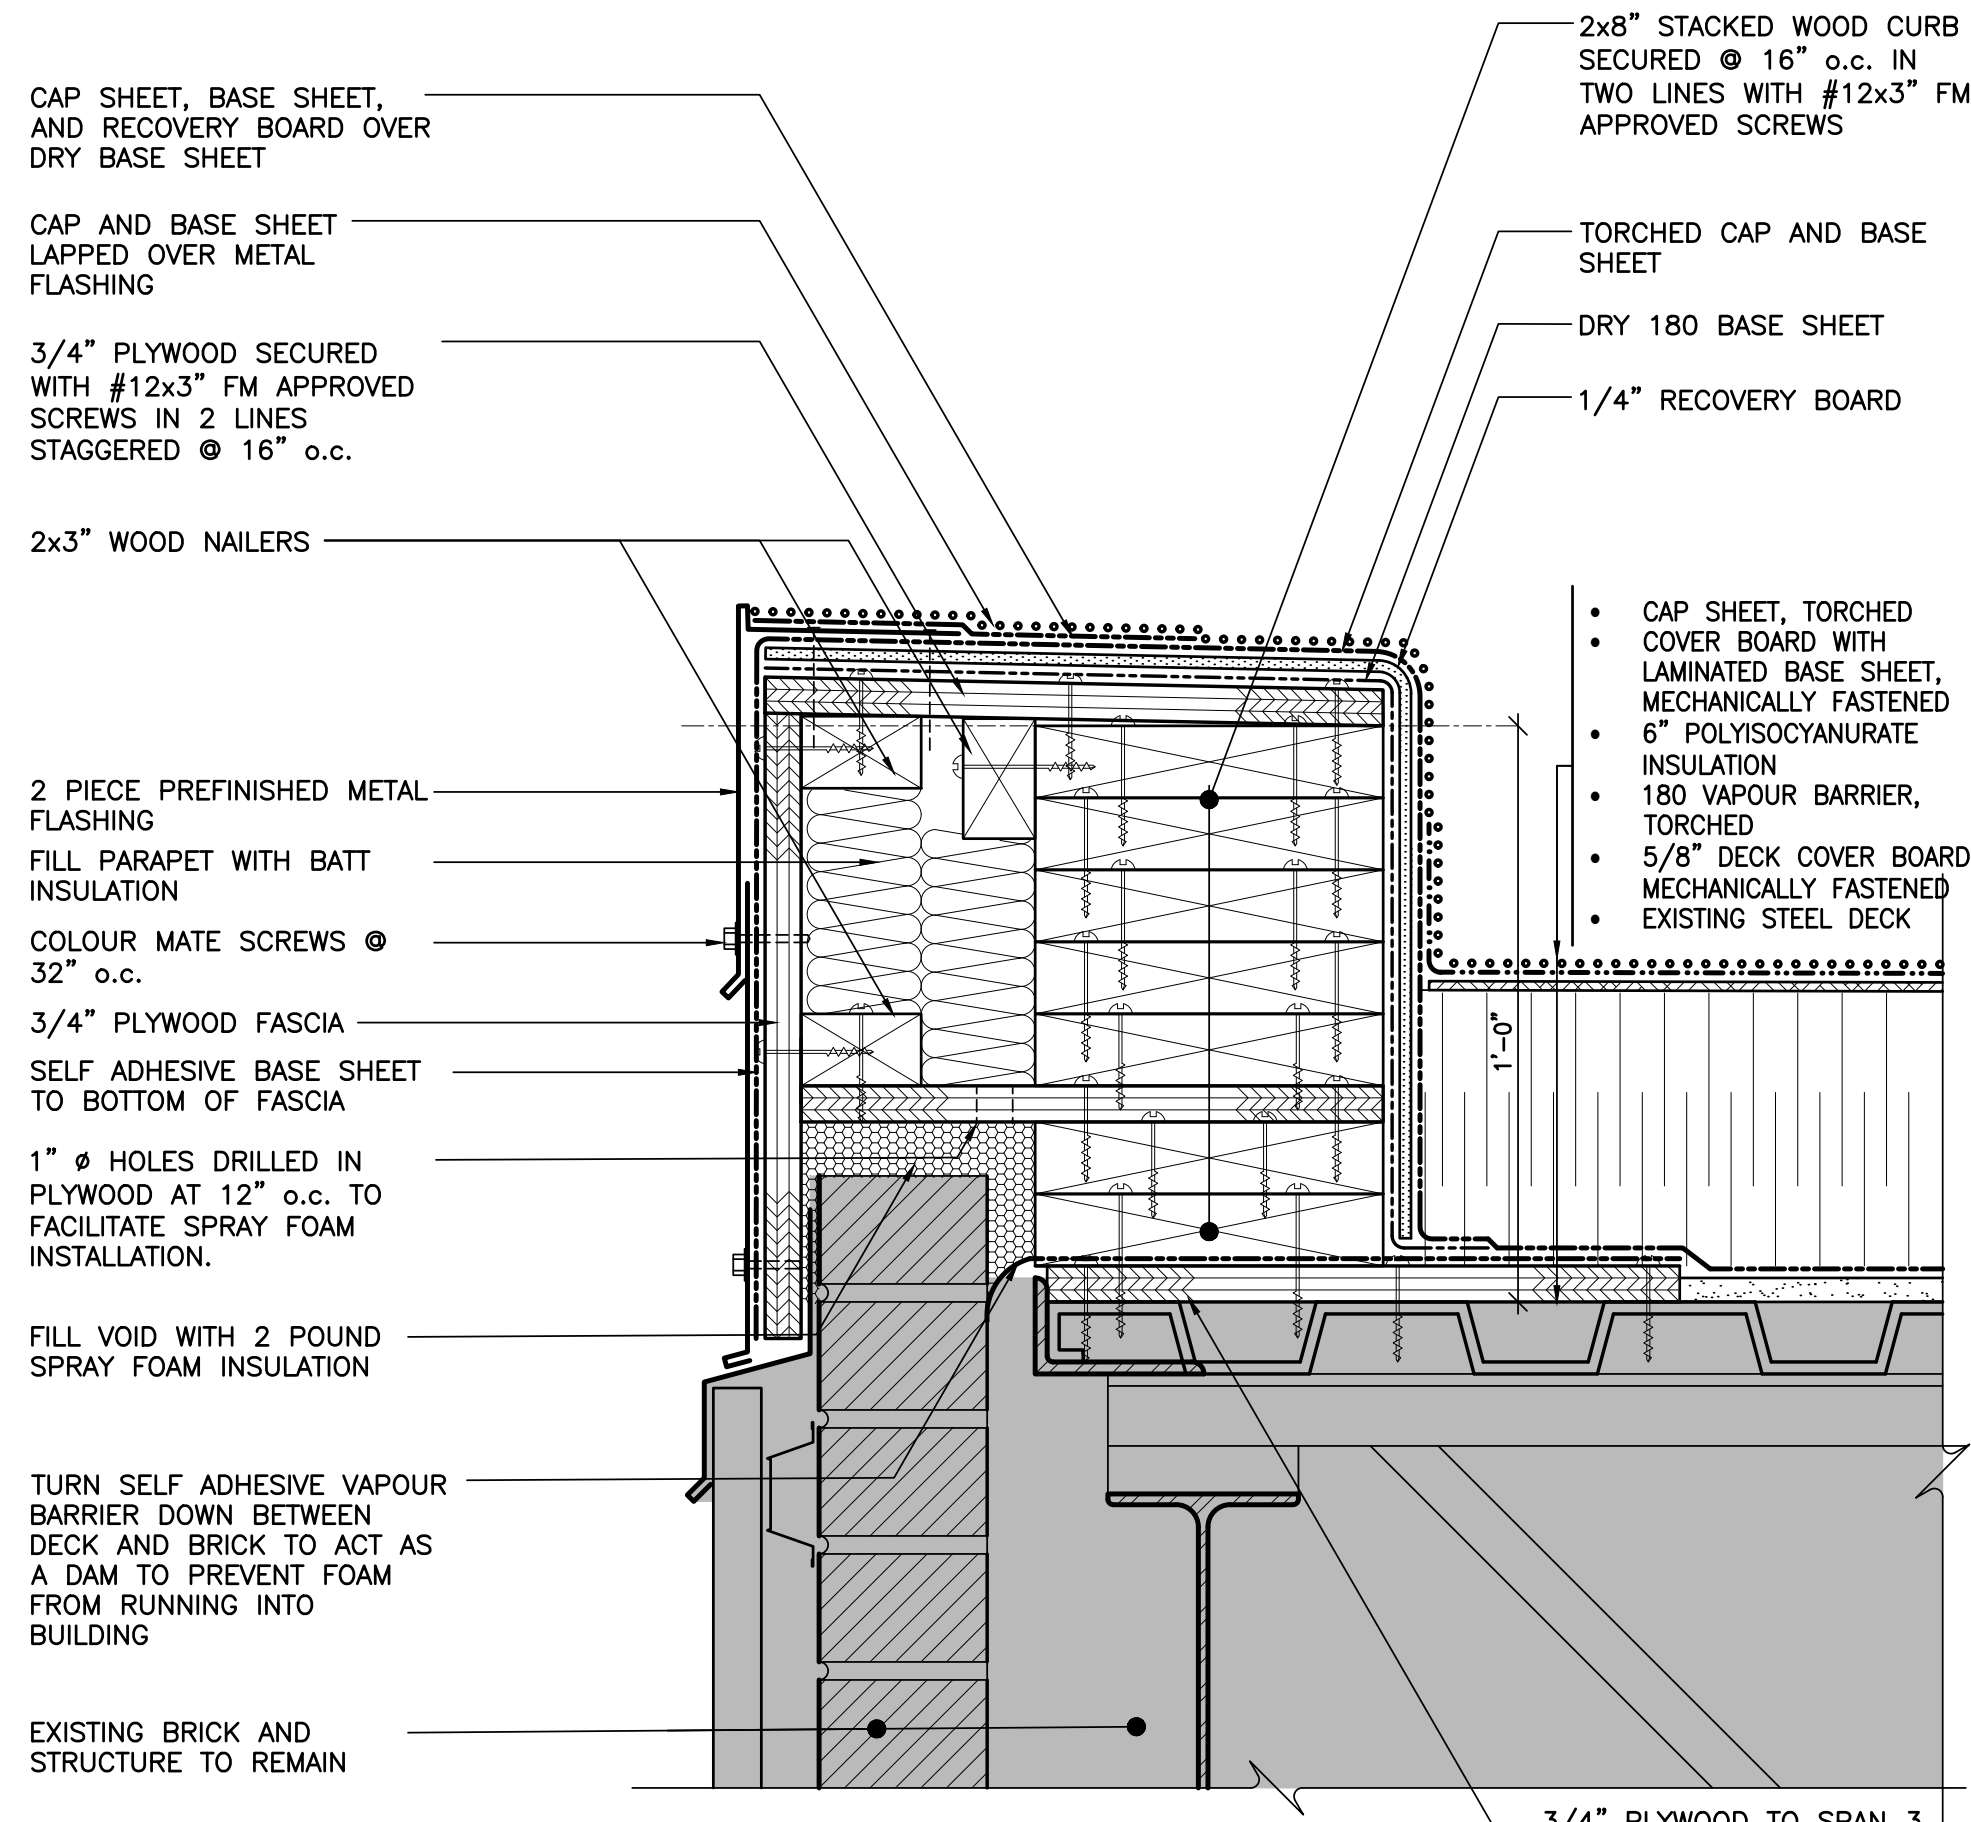 CAP SHEET, BASE SHEET,
AND RECOVERY BOARD OVER
DRY BASE SHEET
CAP AND BASE SHEET
LAPPED OVER METAL
FLASHING
3/4" PLYWOOD SECURED
WITH #12x3" FM APPROVED
SCREWS IN 2 LINES
STAGGERED @ 16" o.c.
2x3" WOOD NAILERS
2 PIECE PREFINISHED METAL
FLASHING
FILL PARAPET WITH BATT
INSULATION
COLOUR MATE SCREWS @
32" o.c.
3/4" PLYWOOD FASCIA
SELF ADHESIVE BASE SHEET
TO BOTTOM OF FASCIA
1" ø HOLES DRILLED IN
PLYWOOD AT 12" o.c. TO
FACILITATE SPRAY FOAM
INSTALLATION.
FILL VOID WITH 2 POUND
SPRAY FOAM INSULATION
TURN SELF ADHESIVE VAPOUR
BARRIER DOWN BETWEEN
DECK AND BRICK TO ACT AS
A DAM TO PREVENT FOAM
FROM RUNNING INTO
BUILDING
EXISTING BRICK AND
STRUCTURE TO REMAIN
2x8" STACKED WOOD CURB
SECURED @ 16" o.c. IN
TWO LINES WITH #12x3" FM
APPROVED SCREWS
TORCHED CAP AND BASE
SHEET
DRY 180 BASE SHEET
1/4" RECOVERY BOARD
• CAP SHEET, TORCHED
• COVER BOARD WITH
LAMINATED BASE SHEET,
MECHANICALLY FASTENED
• 6" POLYISOCYANURATE
INSULATION
• 180 VAPOUR BARRIER,
TORCHED
• 5/8" DECK COVER BOARD
MECHANICALLY FASTENED
• EXISTING STEEL DECK
1'-0"
3/4" PLYWOOD TO SPAN 3